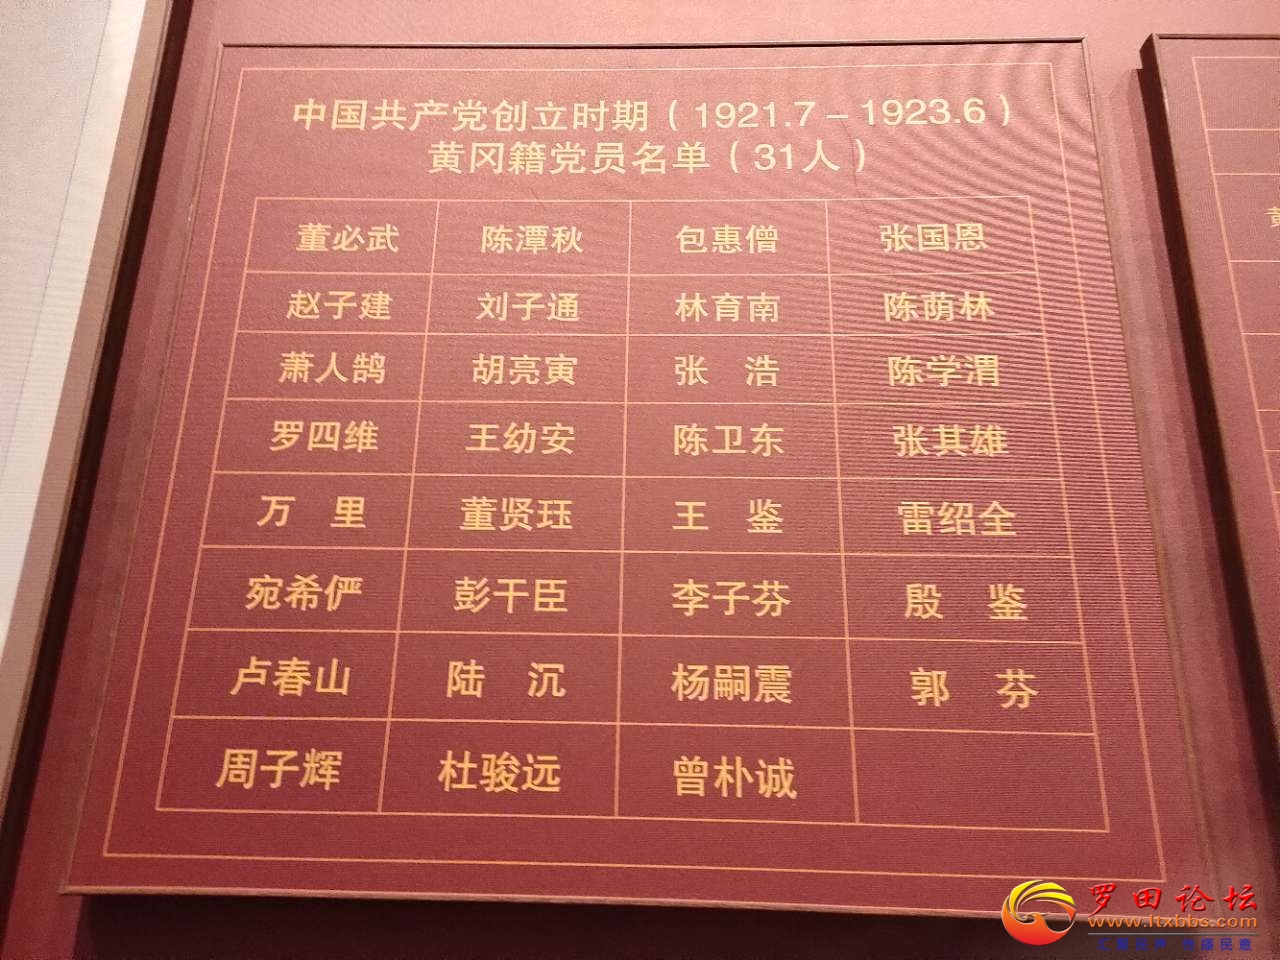 中国共产党创立时期（1921.7－1923.6）
黄冈籍党员名单（31人）
董必武 陈潭秋 包惠僧 张国恩
赵子建 刘子通 林育南 陈荫林
萧人鹄 胡亮寅 张 浩 陈学渭
罗四维 王幼安 陈卫东 张其雄
万 里 董贤珏 王 鉴 雷绍全
宛希俨 彭干臣 李子芬 殷 鉴
卢春山 陆 沉 杨嗣震 郭 芬
周子辉 杜骏远 曾朴诚
罗田论坛
www.ltxbbs.com
传播民意